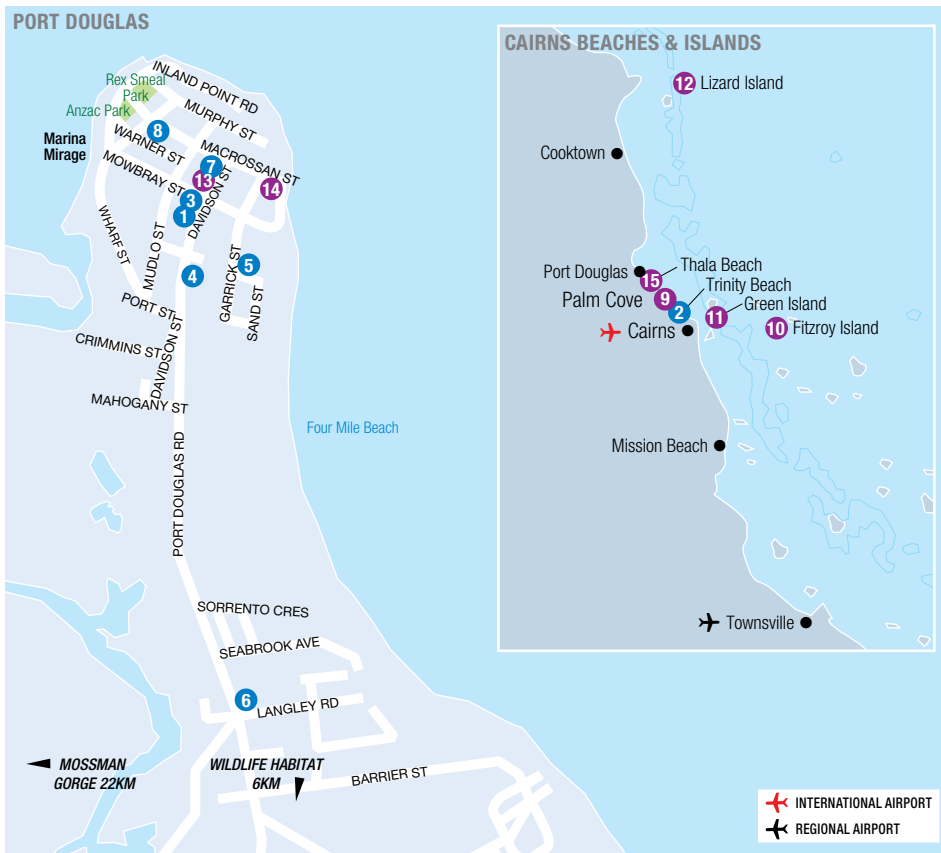 PORT DOUGLAS
INLAND POINT RD
Rex Smeal
Park
Anzac Park
MURPHY ST
Marina
Mirage
8
WARNER ST
MACROSSAN ST
MOWBRAY ST
7
13
14
3
1
DAVIDSON ST
WHARF ST
MUDLO ST
4
5
GARRICK ST
SAND ST
PORT ST
CRIMMINS ST
DAVIDSON ST
MAHOGANY ST
Four Mile Beach
PORT DOUGLAS RD
SORRENTO CRES
SEABROOK AVE
6
LANGLEY RD
MOSSMAN
GORGE 22KM
WILDLIFE HABITAT
6KM
BARRIER ST
CAIRNS BEACHES & ISLANDS
12 Lizard Island
Cooktown
Port Douglas
15
Thala Beach
Palm Cove
9
Trinity Beach
2
Green Island
11
10 Fitzroy Island
Cairns
Mission Beach
Townsville
INTERNATIONAL AIRPORT
REGIONAL AIRPORT